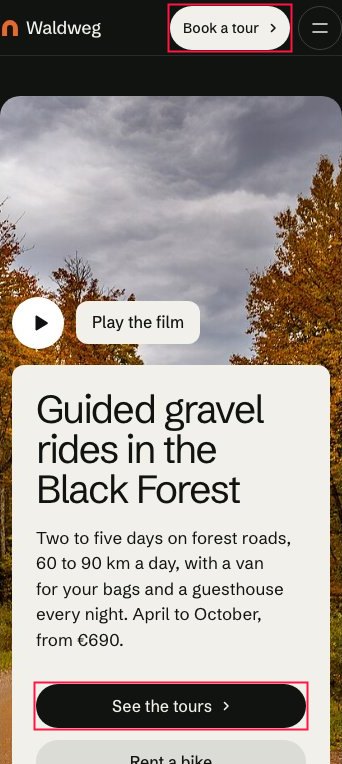 Waldweg
Book a tour
Play the film
Guided gravel
rides in the
Black Forest
Two to five days on forest roads,
60 to 90 km a day, with a van
for your bags and a guesthouse
every night. April to October,
from €690.
See the tours
Rent a bike